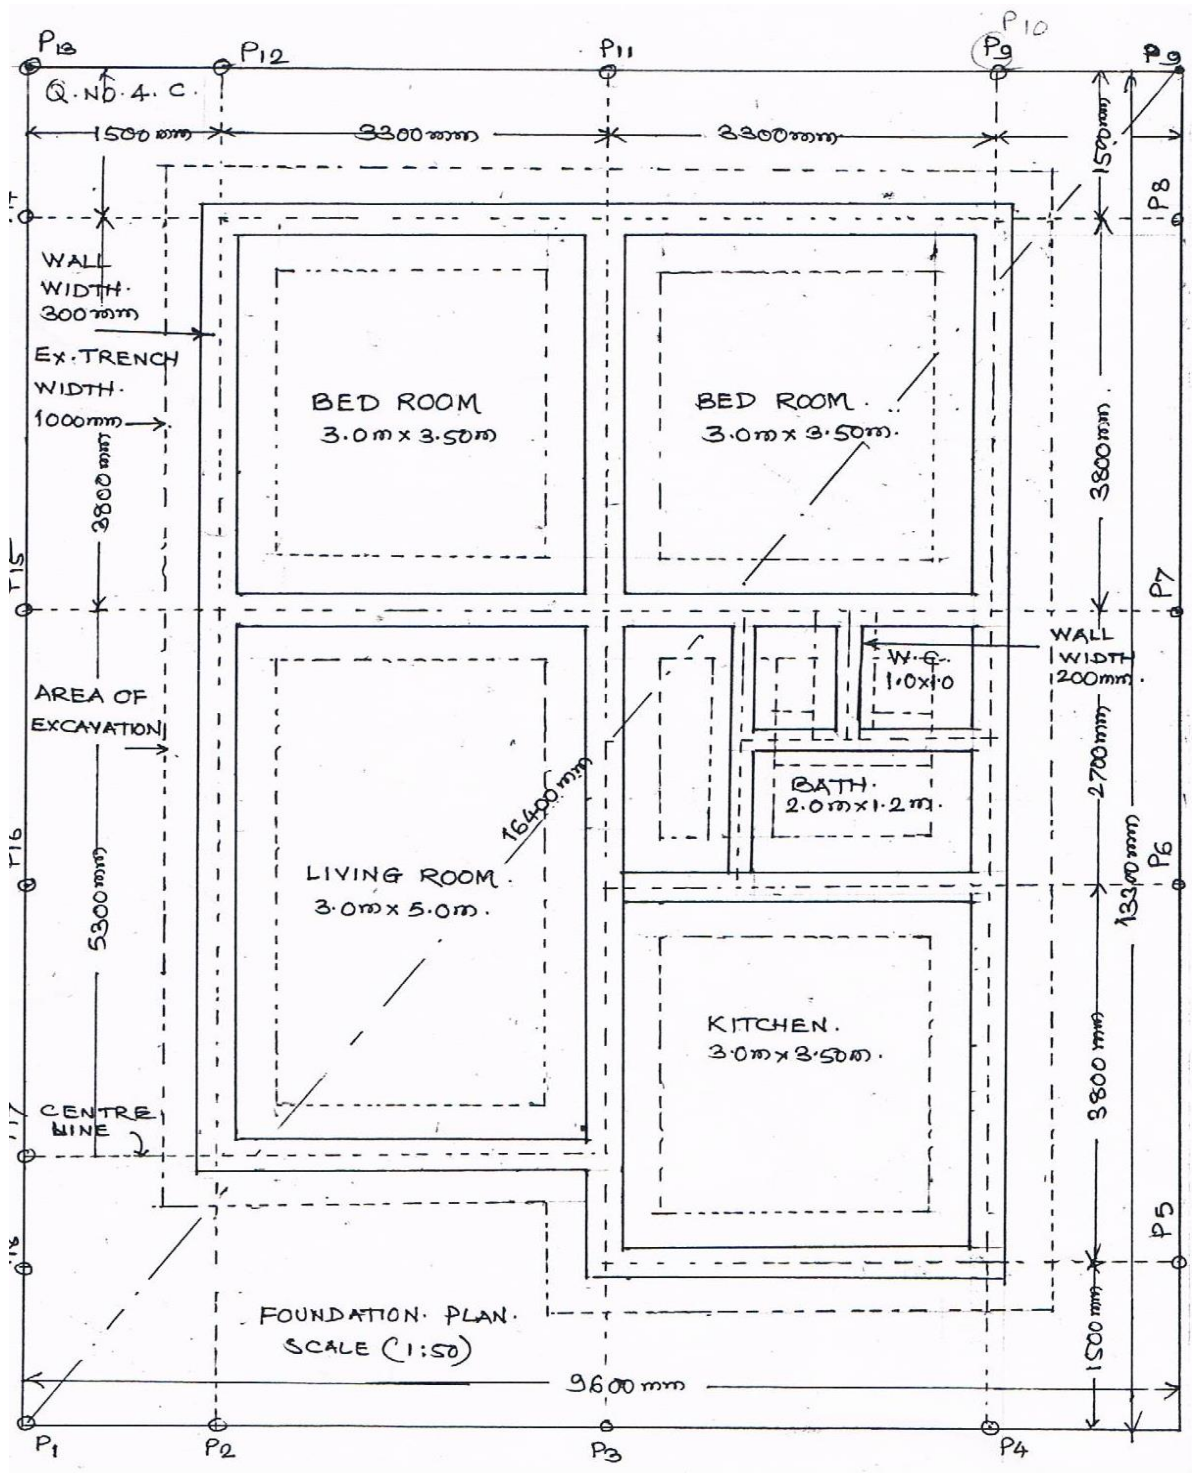 P10
P13
P12
P11
P9
P9
Q.No.4. C.
1500mm
3300mm
3300mm
1500mm
P8
WALL
WIDTH.
300mm
EX.TRENCH
WIDTH.
1000mm
BED ROOM
3.0m x 3.50m
BED ROOM.
3.0m x 3.50m.
3800mm
3800mm
P15
P7
WALL
WIDTH
200mm.
W.C.
1.0x1.0
AREA OF
EXCAVATION
2700mm
BATH.
2.0m x 1.2m.
16400mm
P16
P6
LIVING ROOM.
3.0m x 5.0m.
5300mm
13300mm
KITCHEN.
3.0m x 3.50m.
3800mm
CENTRE
LINE
P5
FOUNDATION. PLAN.
SCALE (1:50)
1500mm
9600mm
P1
P2
P3
P4